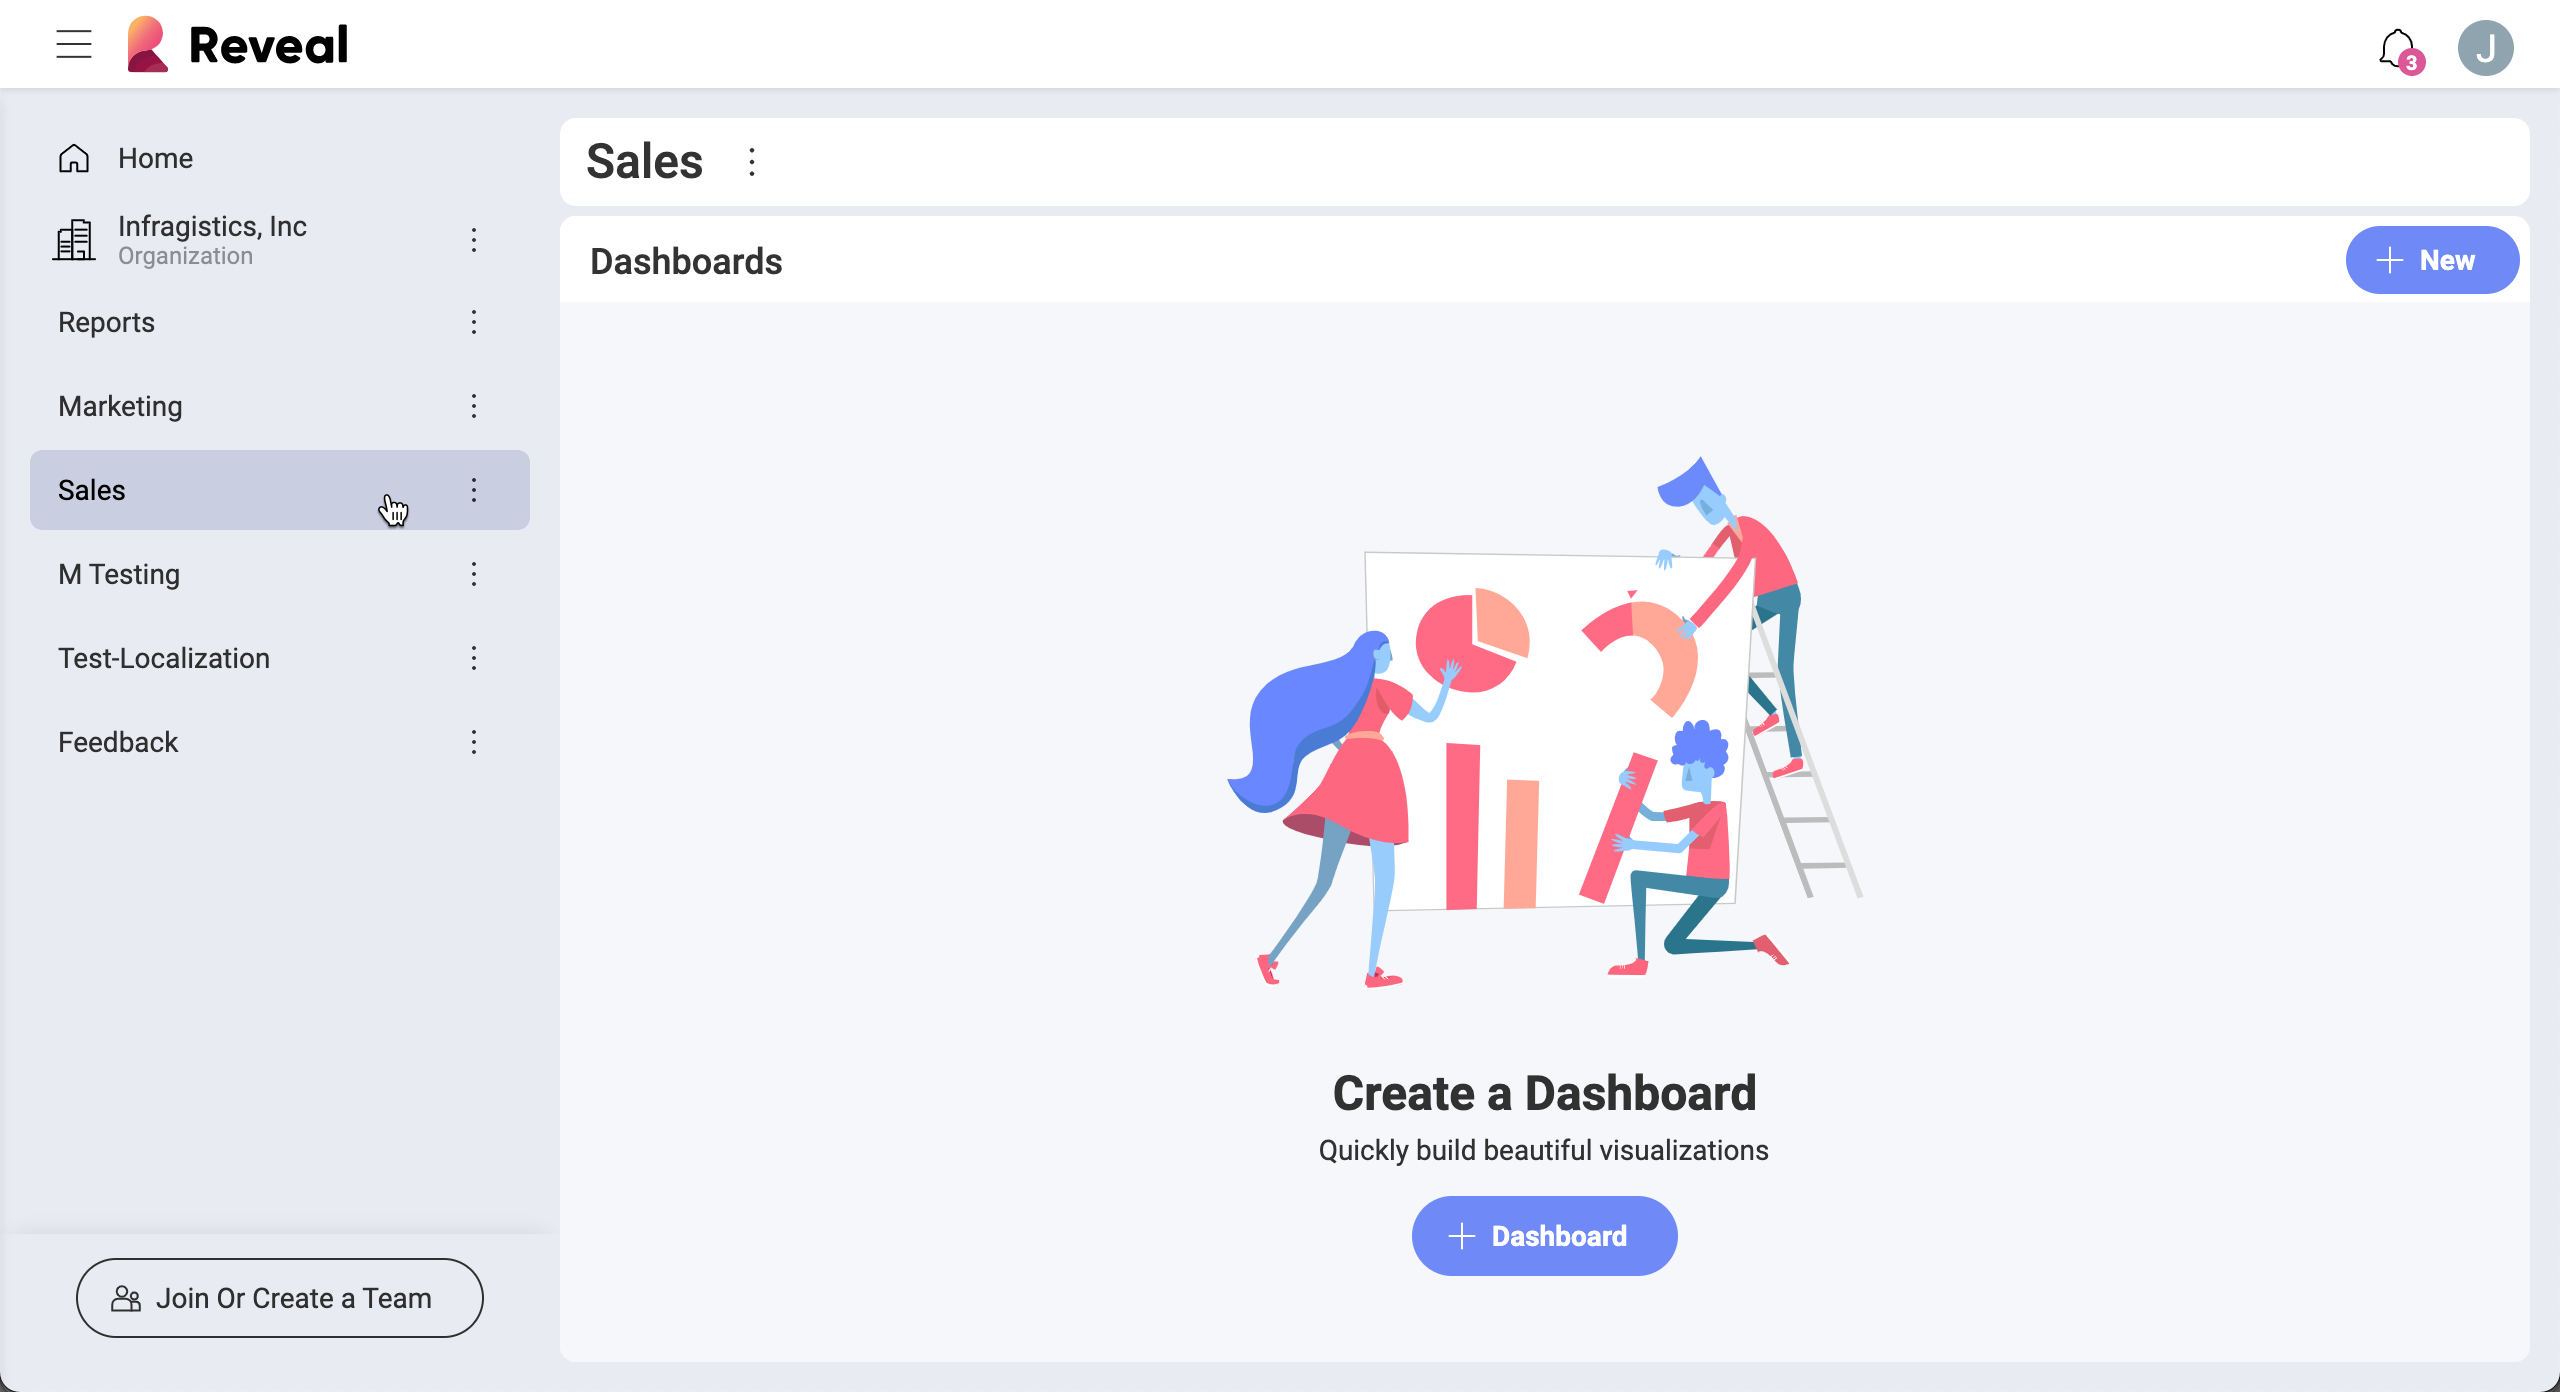 Reveal
3
J
Home
Infragistics, Inc
Organization
Reports
Marketing
Sales
M Testing
Test-Localization
Feedback
Join Or Create a Team
Sales
Dashboards
New
Create a Dashboard
Quickly build beautiful visualizations
Dashboard